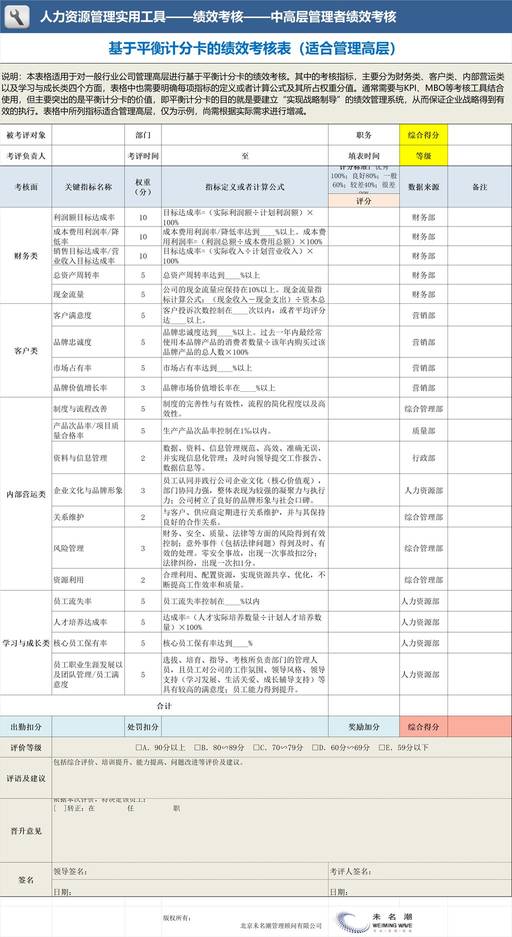 人力资源管理实用工具——绩效考核——中高层管理者绩效考核
基于平衡计分卡的绩效考核表（适合管理高层）
说明：本表格适用于对一般行业公司管理高层进行基于平衡计分卡的绩效考核。其中的考核指标，主要分为财务类、客户类、内部营运类
以及学习与成长类四个方面，表格中也需要明确每项指标的定义或者计算公式及其所占权重分值。通常需要与KPI、MBO等考核工具结合
使用，但主要突出的是平衡计分卡的价值，即平衡计分卡的目的就是要建立“实现战略制导”的绩效管理系统，从而保证企业战略得到有
效的执行。表格中所列指标适合管理高层，仅为示例，尚需根据实际需求进行增减。
被考评对象 部门 职务 综合得分
考评负责人 考评时间 至 填表时间 等级
考核面 关键指标名称 权重（分） 指标定义或者计算公式 评分标准：优秀100%；良好80%；一般60%；较差40%；很差 评分 数据来源 备注
财务类
利润额目标达成率 10 目标达成率=（实际利润额÷计划利润额）×100% 财务部
成本费用利润率/降低率 10 成本费用利润率/降低率达到____%以上。成本费用利润率=（利润总额÷成本费用总额）×100% 财务部
销售目标达成率/营业收入目标达成率 10 目标达成率=（实际收入÷计划营业收入）×100% 财务部
总资产周转率 5 总资产周转率达到____%以上 财务部
现金流量 5 公司的现金流量应保持在10%以上。现金流量指标计算公式：（现金收入－现金支出）÷资本总 财务部
客户类
客户满意度 5 客户投诉次数控制在____次以内，或者平均评分达____以上。 营销部
品牌忠诚度 5 品牌忠诚度达到____%以上。过去一年内最经常使用本品牌产品的消费者数量÷该年内购买过该品牌产品的总人数×100% 营销部
市场占有率 5 市场占有率达到____%以上 营销部
品牌价值增长率 3 品牌市场价值增长率在____%以上 营销部
内部营运类
制度与流程改善 5 制度的完善性与有效性，流程的简化程度以及高效性。 综合管理部
产品次品率/项目质量合格率 5 生产产品次品率控制在1‰以内。 质量部
资料与信息管理 2 数据、资料、信息管理规范、高效、准确无误，并实现信息化管理；及时向领导提交工作报告、数据信息等。 行政部
企业文化与品牌形象 3 员工认同并践行公司企业文化（核心价值观），部门协同力强，整体表现为较强的凝聚力与执行力；公司树立了良好的品牌形象与社会口碑。 人力资源部
关系维护 2 与客户、供应商定期进行关系维护，并与其保持良好的合作关系。 综合管理部
风险管理 3 财务、安全、质量、法律等方面的风险得到有效控制；意外事件（包括法律问题）得到及时、有效的处理。零安全事故，出现一次事故扣2分；法律纠纷，出现一次扣1分。 综合管理部
资源利用 2 合理利用、配置资源，实现资源共享、优化，不断提高工作效率和质量。 综合管理部
学习与成长类
员工流失率 5 员工流失率控制在____%以内 人力资源部
人才培养达成率 5 达成率=（人才实际培养数量÷计划人才培养数量）×100% 人力资源部
核心员工保有率 5 核心员工保有率达到____% 人力资源部
员工职业生涯发展以及团队管理/员工满意度 5 选拔、培育、指导、考核所负责部门的管理人员，且员工对公司的工作氛围、领导风格、领导支持（学习发展、生活关爱、成长辅导支持）等具有较高的满意度；员工能力得到提升。 人力资源部
合计
出勤扣分 处罚扣分 奖励加分 综合得分
评价等级 □A. 90分以上 □B. 80∽89分 □C. 70∽79分 □D. 60分∽69分 □E. 59分以下
评语及建议 包括综合评价、培训提升、能力提高、问题改进等评价及建议。
晋升意见
依据本次评价，特决定该员工：
[ ]转正：在 任 职
签名
领导签名： 考评人签名：
日期： 日期：
版权所有：
北京未名潮管理顾问有限公司
未名潮
WEIMING WAVE